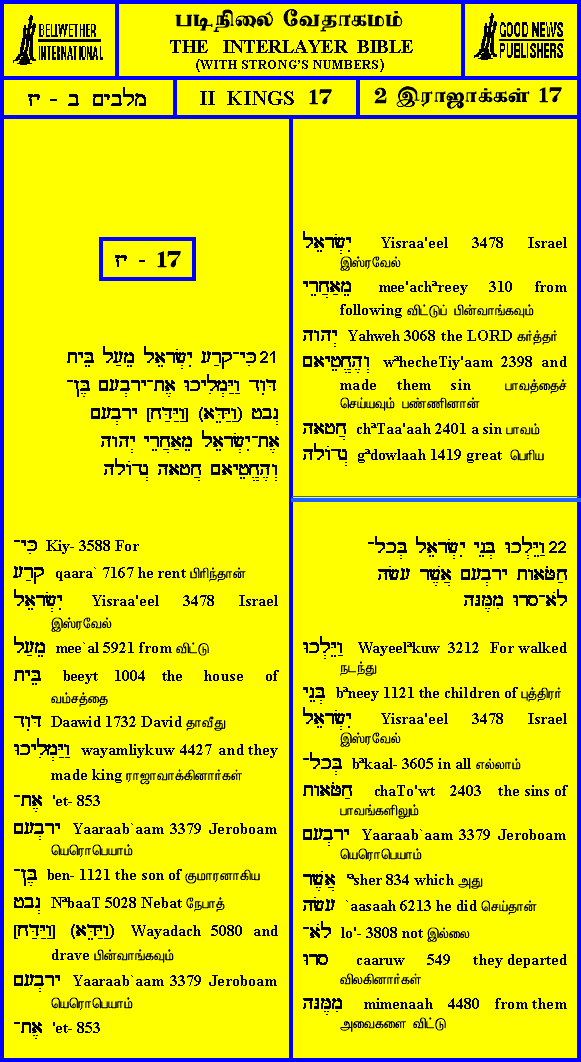 BELLWETHER
INTERNATIONAL
படிநிலை வேதாகமம்
THE INTERLAYER BIBLE
(WITH STRONG'S NUMBERS)
GOOD NEWS
PUBLISHERS
מלבים ב - יז
II KINGS 17
2 இராஜாக்கள் 17
17 - יז
21 כִּי־קָרַע יִשְׂרָאֵל מֵעַל בֵּית
דָּוִד וַיַּמְלִיכוּ אֶת־יָרָבְעָם בֶּן־
נְבָט (וַיַּדֵּא) [וַיַּדַּח] יָרָבְעָם
אֶת־יִשְׂרָאֵל מֵאַחֲרֵי יְהוָה
וְהֶחֱטִיאָם חֲטָאָה גְדוֹלָה
כִּי־ Kiy- 3588 For
קָרַע qaara` 7167 he rent பிரிந்தான்
יִשְׂרָאֵל Yisraa'eel 3478 Israel
இஸ்ரவேல்
מֵעַל mee`al 5921 from விட்டு
בֵּית beeyt 1004 the house of
வம்சத்தை
דָּוִד Daawid 1732 David தாவீது
וַיַּמְלִיכוּ wayamliykuw 4427 and they
made king ராஜாவாக்கினார்கள்
אֶת־ 'et- 853
יָרָבְעָם Yaaraab`aam 3379 Jeroboam
யெரொபெயாம்
בֶּן־ ben- 1121 the son of குமாரனாகிய
נְבָט Nªbaat 5028 Nebat நேபாத்
(וַיַּדֵּא) [וַיַּדַּח] Wayadach 5080 and
drave பின்வாங்கவும்
יָרָבְעָם Yaaraab`aam 3379 Jeroboam
யெரொபெயாம்
אֶת־ 'et- 853
יִשְׂרָאֵל Yisraa'eel 3478 Israel
இஸ்ரவேல்
מֵאַחֲרֵי mee'achªreey 310 from
following விட்டுப் பின்வாங்கவும்
יְהוָה Yahweh 3068 the LORD கர்த்தர்
וְהֶחֱטִיאָם wªhecheTiy'aam 2398 and
made them sin பாவத்தைச்
செய்யவும் பண்ணினான்
חֲטָאָה chªTaa'aah 2401 a sin பாவம்
גְדוֹלָה gªdowlaah 1419 great பெரிய
22 וַיֵּלְכוּ בְּנֵי יִשְׂרָאֵל בְּכָל־
חַטֹּאות יָרָבְעָם אֲשֶׁר עָשָׂה
לֹא־סָרוּ מִמֶּנָּה
וַיֵּלְכוּ Wayeelªkuw 3212 For walked
நடந்து
בְּנֵי bªneey 1121 the children of புத்திரர்
יִשְׂרָאֵל Yisraa'eel 3478 Israel
இஸ்ரவேல்
בְּכָל־ bªkaal- 3605 in all எல்லாம்
חַטֹּאות chaTo'wt 2403 the sins of
பாவங்களிலும்
יָרָבְעָם Yaaraab`aam 3379 Jeroboam
யெரொபெயாம்
אֲשֶׁר ªsher 834 which அது
עָשָׂה `aasaah 6213 he did செய்தான்
לֹא־ lo'- 3808 not இல்லை
סָרוּ caaruw 549 they departed
விலகினார்கள்
מִמֶּנָּה mimenaah 4480 from them
அவைகளை விட்டு